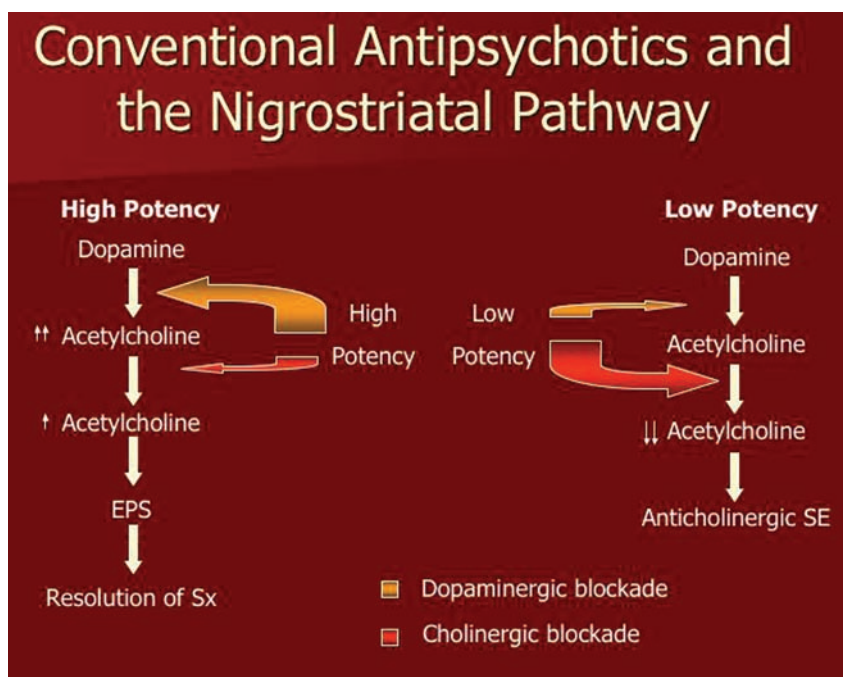 Conventional Antipsychotics and
the Nigrostriatal Pathway
High Potency
Dopamine
↑↑ Acetylcholine
↑ Acetylcholine
EPS
Resolution of Sx
High
Potency
Low
Potency
Low Potency
Dopamine
Acetylcholine
↓↓ Acetylcholine
Anticholinergic SE
Dopaminergic blockade
Cholinergic blockade